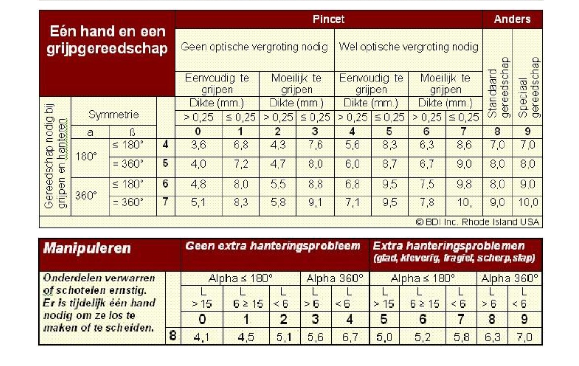 Eén hand en een grijpgereedschap
Pincet
Anders
Geen optische vergroting nodig
Wel optische vergroting nodig
Standaard gereedschap
Speciaal gereedschap
Eenvoudig te grijpen
Moeilijk te grijpen
Eenvoudig te grijpen
Moeilijk te grijpen
Gereedschap nodig bij grijpen en hanteren
Symmetrie
Dikte (mm.) Dikte (mm.) Dikte (mm.) Dikte (mm.)
> 0,25 ≤ 0,25 > 0,25 ≤ 0,25 > 0,25 ≤ 0,25 > 0,25 ≤ 0,25
a ß 0 1 2 3 4 5 6 7 8 9
180° ≤ 180° 4 3,6 6,8 4,3 7,6 5,6 8,3 6,3 8,6 7,0 7,0
= 360° 5 4,0 7,2 4,7 8,0 6,0 8,7 6,7 9,0 8,0 8,0
360° ≤ 180° 6 4,8 8,0 5,5 8,8 6,8 9,5 7,5 9,8 8,0 9,0
= 360° 7 5,1 8,3 5,8 9,1 7,1 9,5 7,8 10, 9,0 10,0
© BDI Inc. Rhode Island USA
Manipuleren
Geen extra hanteringsprobleem
Extra hanteringsproblemen
(glad, kleverig, fragiel, scherp, slap)
Onderdelen verwarren
of schotelen ernstig.
Er is tijdelijk één hand
nodig om ze los te
maken of te scheiden.
Alpha ≤ 180° Alpha 360° Alpha ≤ 180° Alpha 360°
L L L L L L L L L L
> 15 6 ≥ 15 < 6 > 6 < 6 > 15 6 ≥ 15 < 6 > 6 < 6
0 1 2 3 4 5 6 7 8 9
8 4,1 4,5 5,1 5,6 6,7 5,0 5,2 5,8 6,3 7,0